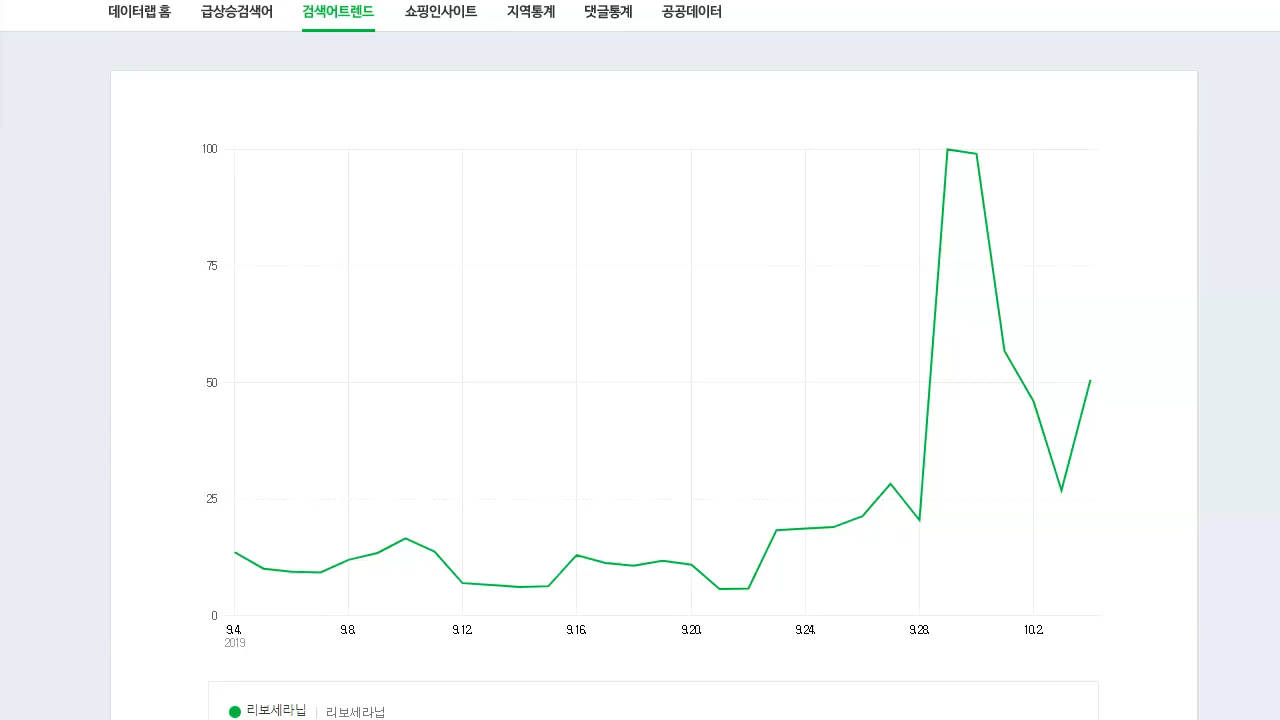 데이터랩 홈 급상승검색어 검색어트렌드 쇼핑인사이트 지역통계 댓글통계 공공데이터
100
75
50
25
0
9.4. 9.8. 9.12. 9.16. 9.20. 9.24. 9.28. 10.2.
2019
리보세라닙 | 리보세라닙